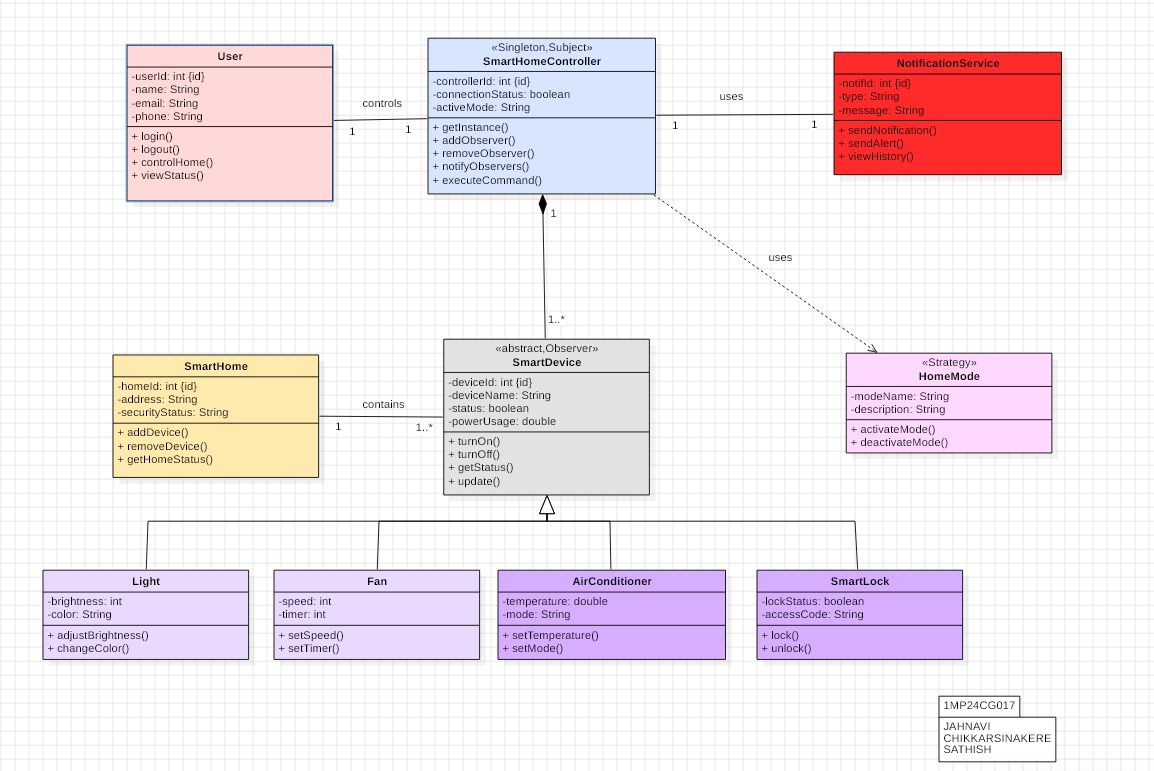 User
-userId: int {id}
-name: String
-email: String
-phone: String
+ login()
+ logout()
+ controlHome()
+ viewStatus()
controls
1
1
«Singleton,Subject»
SmartHomeController
-controllerId: int {id}
-connectionStatus: boolean
-activeMode: String
+ getInstance()
+ addObserver()
+ removeObserver()
+ notifyObservers()
+ executeCommand()
uses
1
1
NotificationService
-notifId: int {id}
-type: String
-message: String
+ sendNotification()
+ sendAlert()
+ viewHistory()
1
1..*
uses
SmartHome
-homeId: int {id}
-address: String
-securityStatus: String
+ addDevice()
+ removeDevice()
+ getHomeStatus()
contains
1
1..*
«abstract,Observer»
SmartDevice
-deviceId: int {id}
-deviceName: String
-status: boolean
-powerUsage: double
+ turnOn()
+ turnOff()
+ getStatus()
+ update()
«Strategy»
HomeMode
-modeName: String
-description: String
+ activateMode()
+ deactivateMode()
Light
-brightness: int
-color: String
+ adjustBrightness()
+ changeColor()
Fan
-speed: int
-timer: int
+ setSpeed()
+ setTimer()
AirConditioner
-temperature: double
-mode: String
+ setTemperature()
+ setMode()
SmartLock
-lockStatus: boolean
-accessCode: String
+ lock()
+ unlock()
1MP24CG017
JAHNAVI
CHIKKARSINAKERE
SATHISH